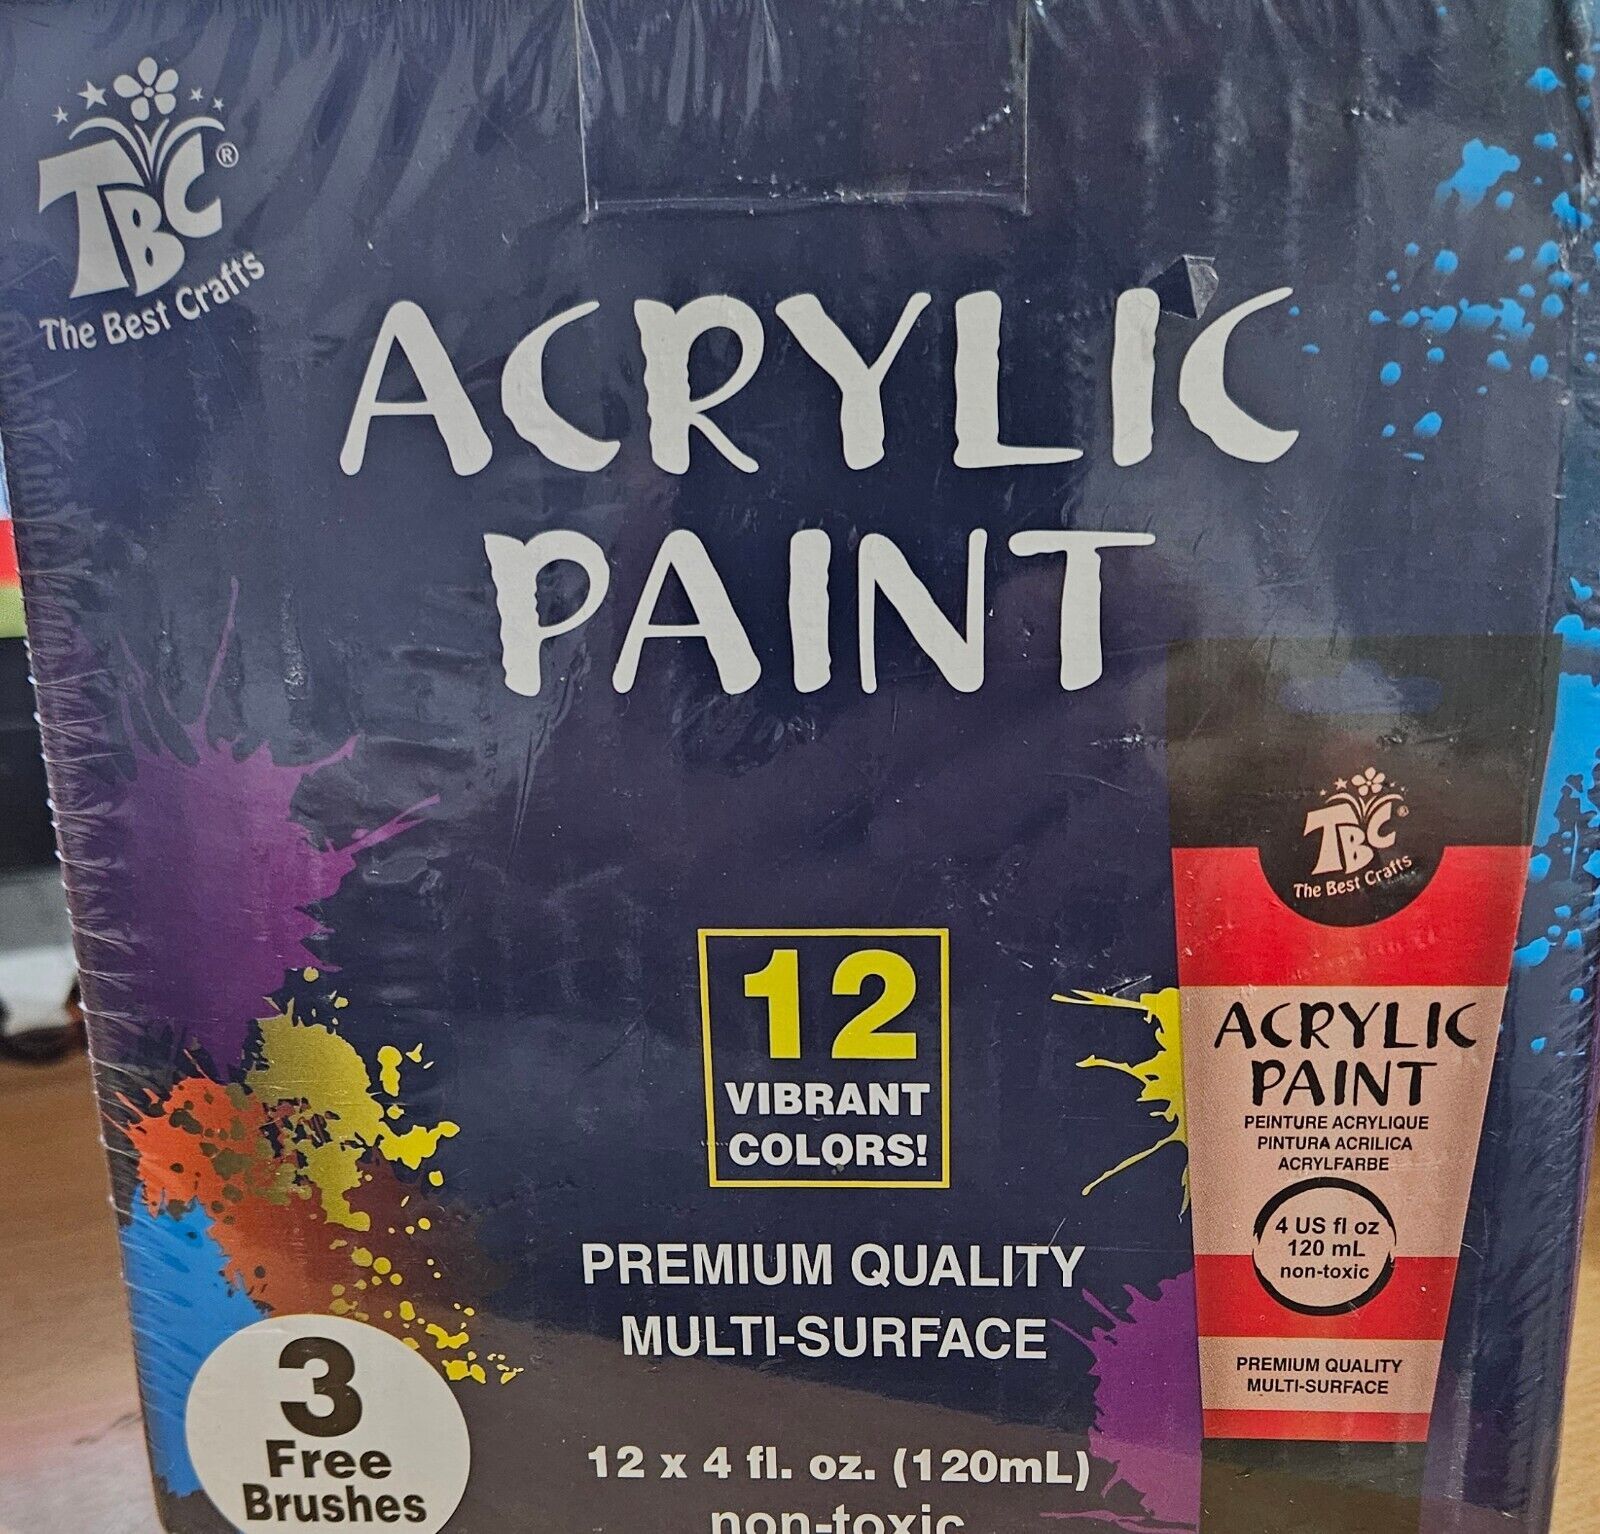 TBC®
The Best Crafts
ACRYLIC
PAINT
12
VIBRANT
COLORS!
PREMIUM QUALITY
MULTI-SURFACE
12 x 4 fl. oz. (120mL)
non-toxic
3
Free
Brushes
TBC®
The Best Crafts
ACRYLIC
PAINT
PEINTURE ACRYLIQUE
PINTURA ACRILICA
ACRYLFARBE
4 US fl oz
120 mL
non-toxic
PREMIUM QUALITY
MULTI-SURFACE